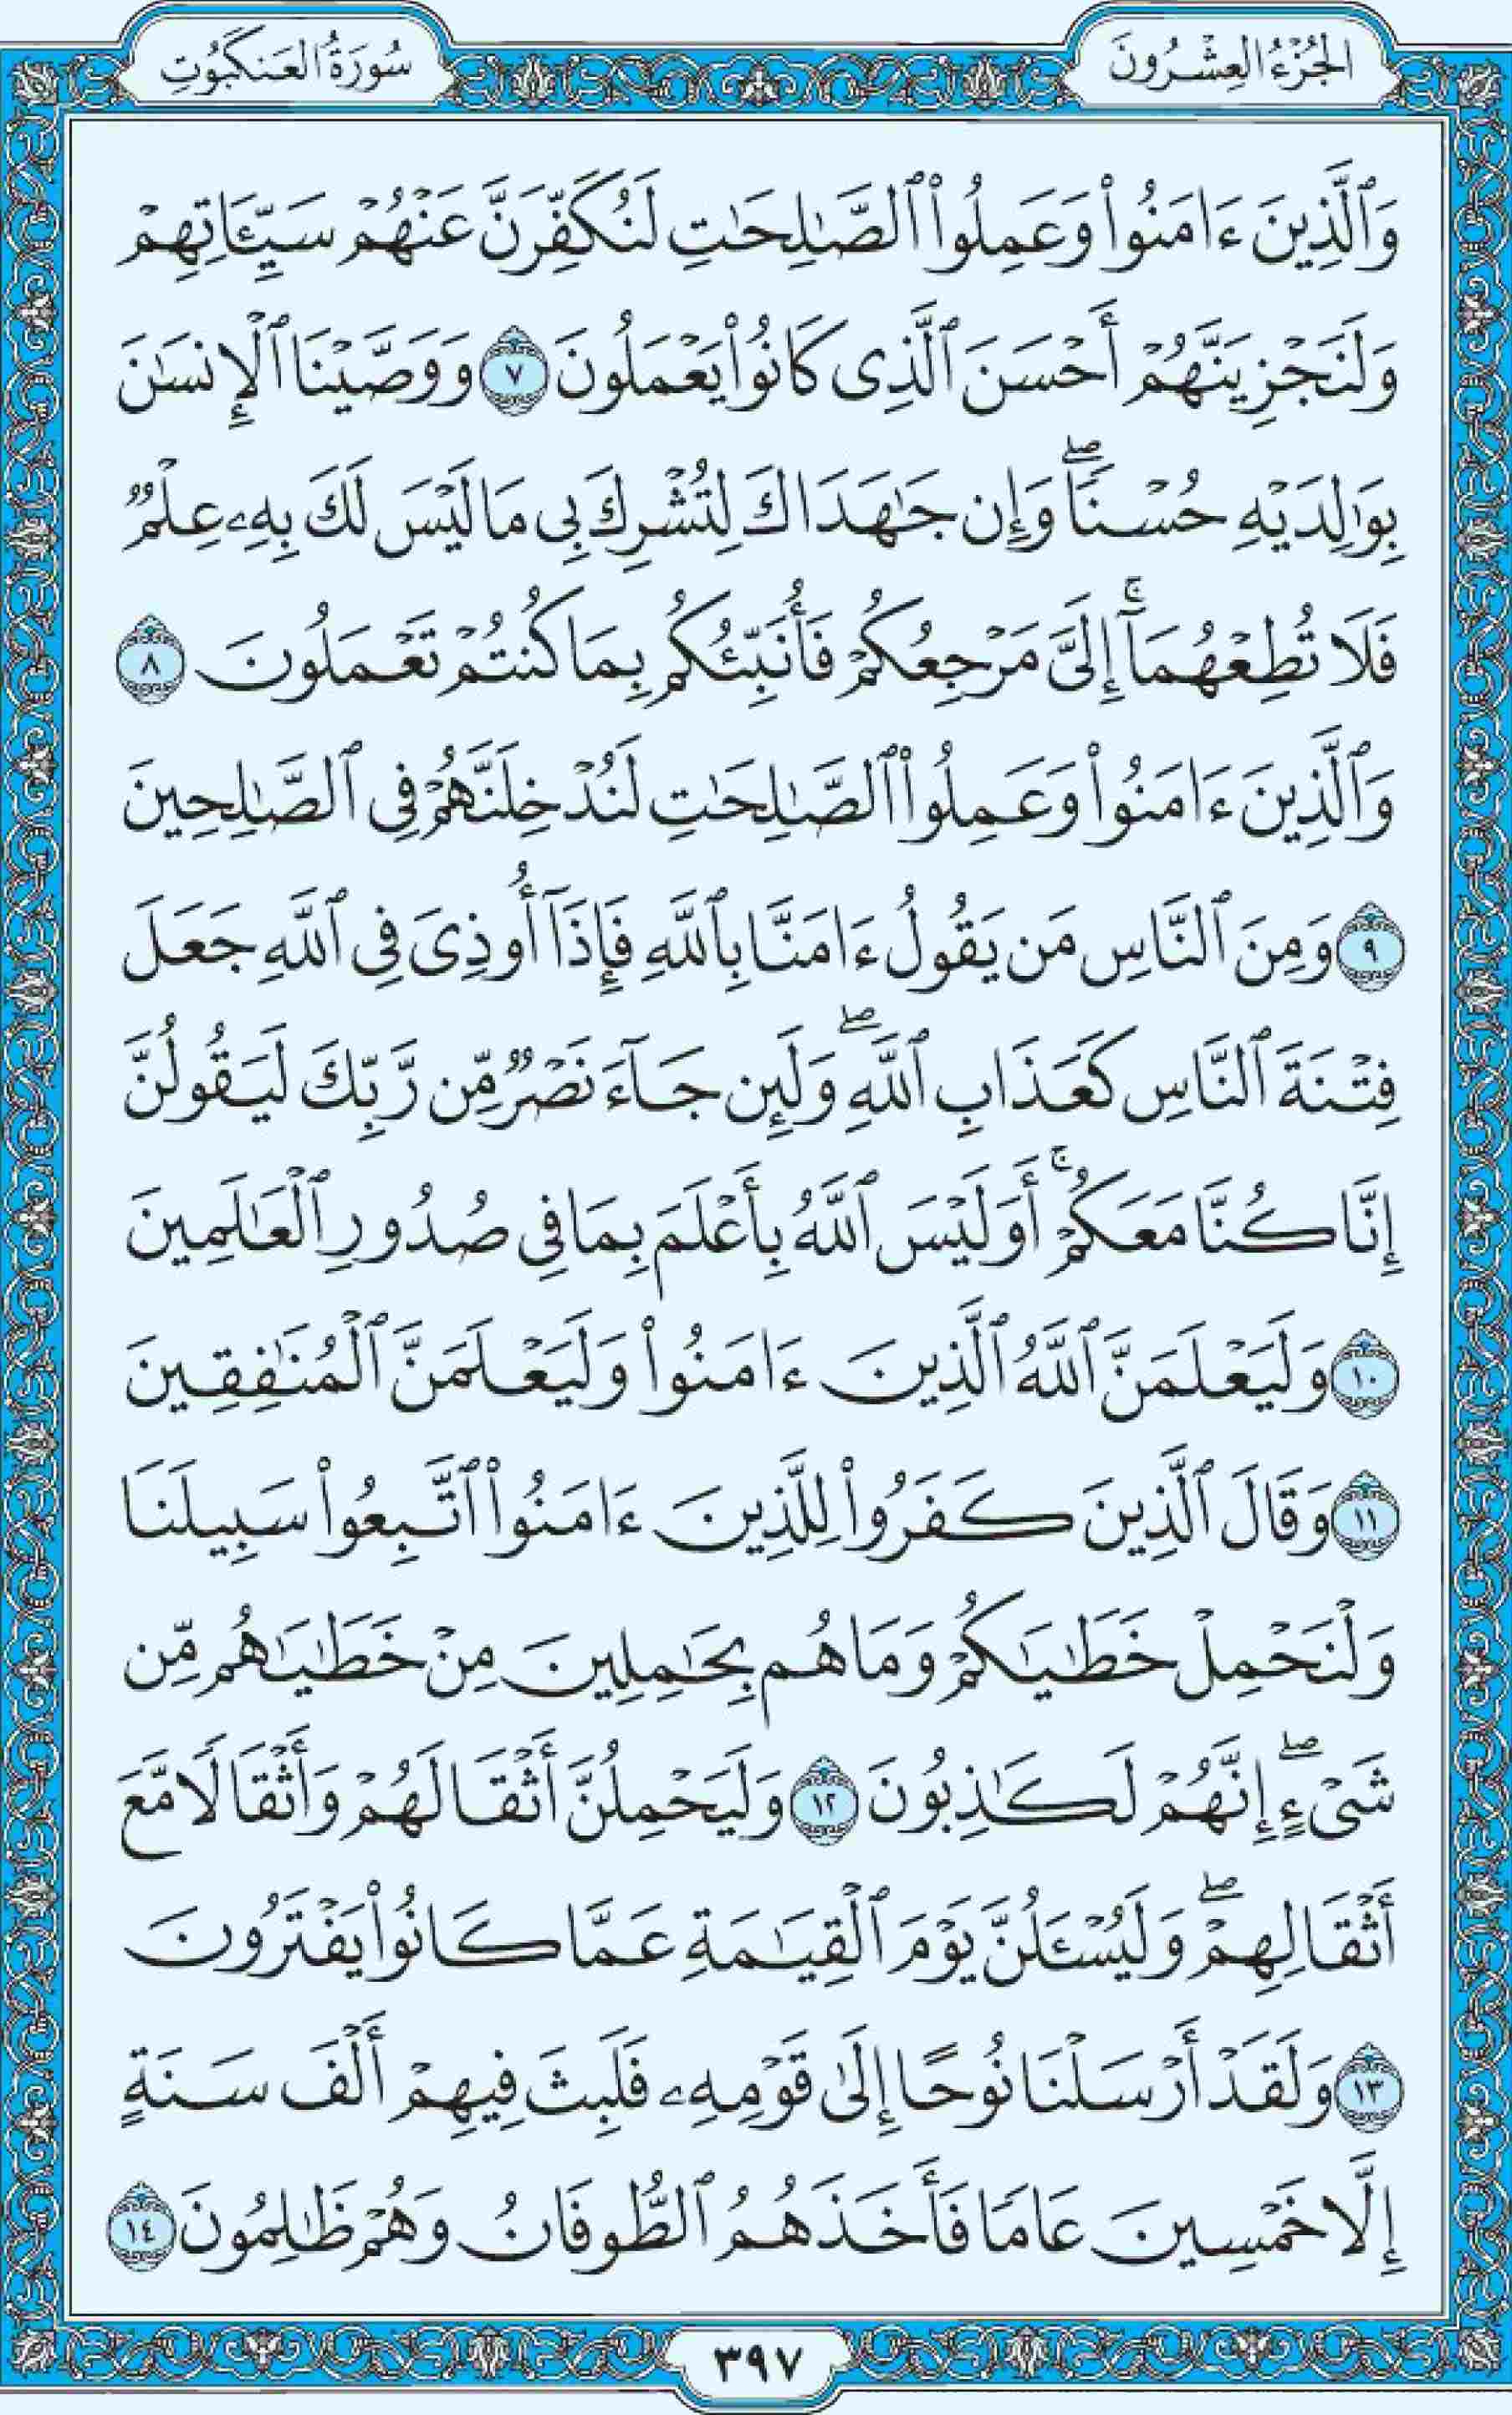 الجُزْءُ العِشْرُونَ
سُورَةُ العَنكَبُوتِ
وَٱلَّذِينَ ءَامَنُوا۟ وَعَمِلُوا۟ ٱلصَّـٰلِحَـٰتِ لَنُكَفِّرَنَّ عَنْهُمْ سَيِّـَٔاتِهِمْ
وَلَنَجْزِيَنَّهُمْ أَحْسَنَ ٱلَّذِى كَانُوا۟ يَعْمَلُونَ ٧ وَوَصَّيْنَا ٱلْإِنسَـٰنَ
بِوَٰلِدَيْهِ حُسْنًا ۖ وَإِن جَـٰهَدَاكَ لِتُشْرِكَ بِى مَا لَيْسَ لَكَ بِهِۦ عِلْمٌ
فَلَا تُطِعْهُمَآ ۚ إِلَىَّ مَرْجِعُكُمْ فَأُنَبِّئُكُم بِمَا كُنتُمْ تَعْمَلُونَ ٨
وَٱلَّذِينَ ءَامَنُوا۟ وَعَمِلُوا۟ ٱلصَّـٰلِحَـٰتِ لَنُدْخِلَنَّهُمْ فِى ٱلصَّـٰلِحِينَ
٩ وَمِنَ ٱلنَّاسِ مَن يَقُولُ ءَامَنَّا بِٱللَّهِ فَإِذَآ أُوذِىَ فِى ٱللَّهِ جَعَلَ
فِتْنَةَ ٱلنَّاسِ كَعَذَابِ ٱللَّهِ ۖ وَلَئِن جَآءَ نَصْرٌ مِّن رَّبِّكَ لَيَقُولُنَّ
إِنَّا كُنَّا مَعَكُمْ ۚ أَوَلَيْسَ ٱللَّهُ بِأَعْلَمَ بِمَا فِى صُدُورِ ٱلْعَـٰلَمِينَ
١٠ وَلَيَعْلَمَنَّ ٱللَّهُ ٱلَّذِينَ ءَامَنُوا۟ وَلَيَعْلَمَنَّ ٱلْمُنَـٰفِقِينَ
١١ وَقَالَ ٱلَّذِينَ كَفَرُوا۟ لِلَّذِينَ ءَامَنُوا۟ ٱتَّبِعُوا۟ سَبِيلَنَا
وَلْنَحْمِلْ خَطَـٰيَـٰكُمْ وَمَا هُم بِحَـٰمِلِينَ مِنْ خَطَـٰيَـٰهُم مِّن
شَىْءٍ ۖ إِنَّهُمْ لَكَـٰذِبُونَ ١٢ وَلَيَحْمِلُنَّ أَثْقَالَهُمْ وَأَثْقَالًا مَّعَ
أَثْقَالِهِمْ ۖ وَلَيُسْـَٔلُنَّ يَوْمَ ٱلْقِيَـٰمَةِ عَمَّا كَانُوا۟ يَفْتَرُونَ
١٣ وَلَقَدْ أَرْسَلْنَا نُوحًا إِلَىٰ قَوْمِهِۦ فَلَبِثَ فِيهِمْ أَلْفَ سَنَةٍ
إِلَّا خَمْسِينَ عَامًا فَأَخَذَهُمُ ٱلطُّوفَانُ وَهُمْ ظَـٰلِمُونَ ١٤
٣٩٧